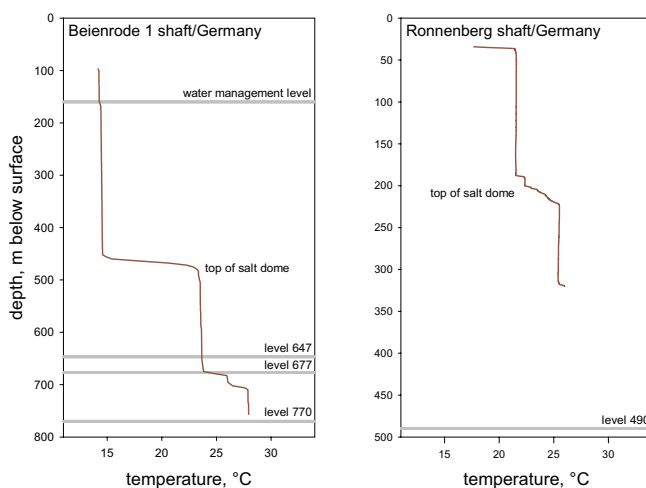 Beienrode 1 shaft/Germany
0
100
200
300
400
500
600
700
800
depth, m below surface
water management level
top of salt dome
level 647
level 677
level 770
15
20
25
30
temperature, °C
Ronnenberg shaft/Germany
0
50
100
150
200
250
300
350
400
450
500
top of salt dome
level 490
15
20
25
30
temperature, °C